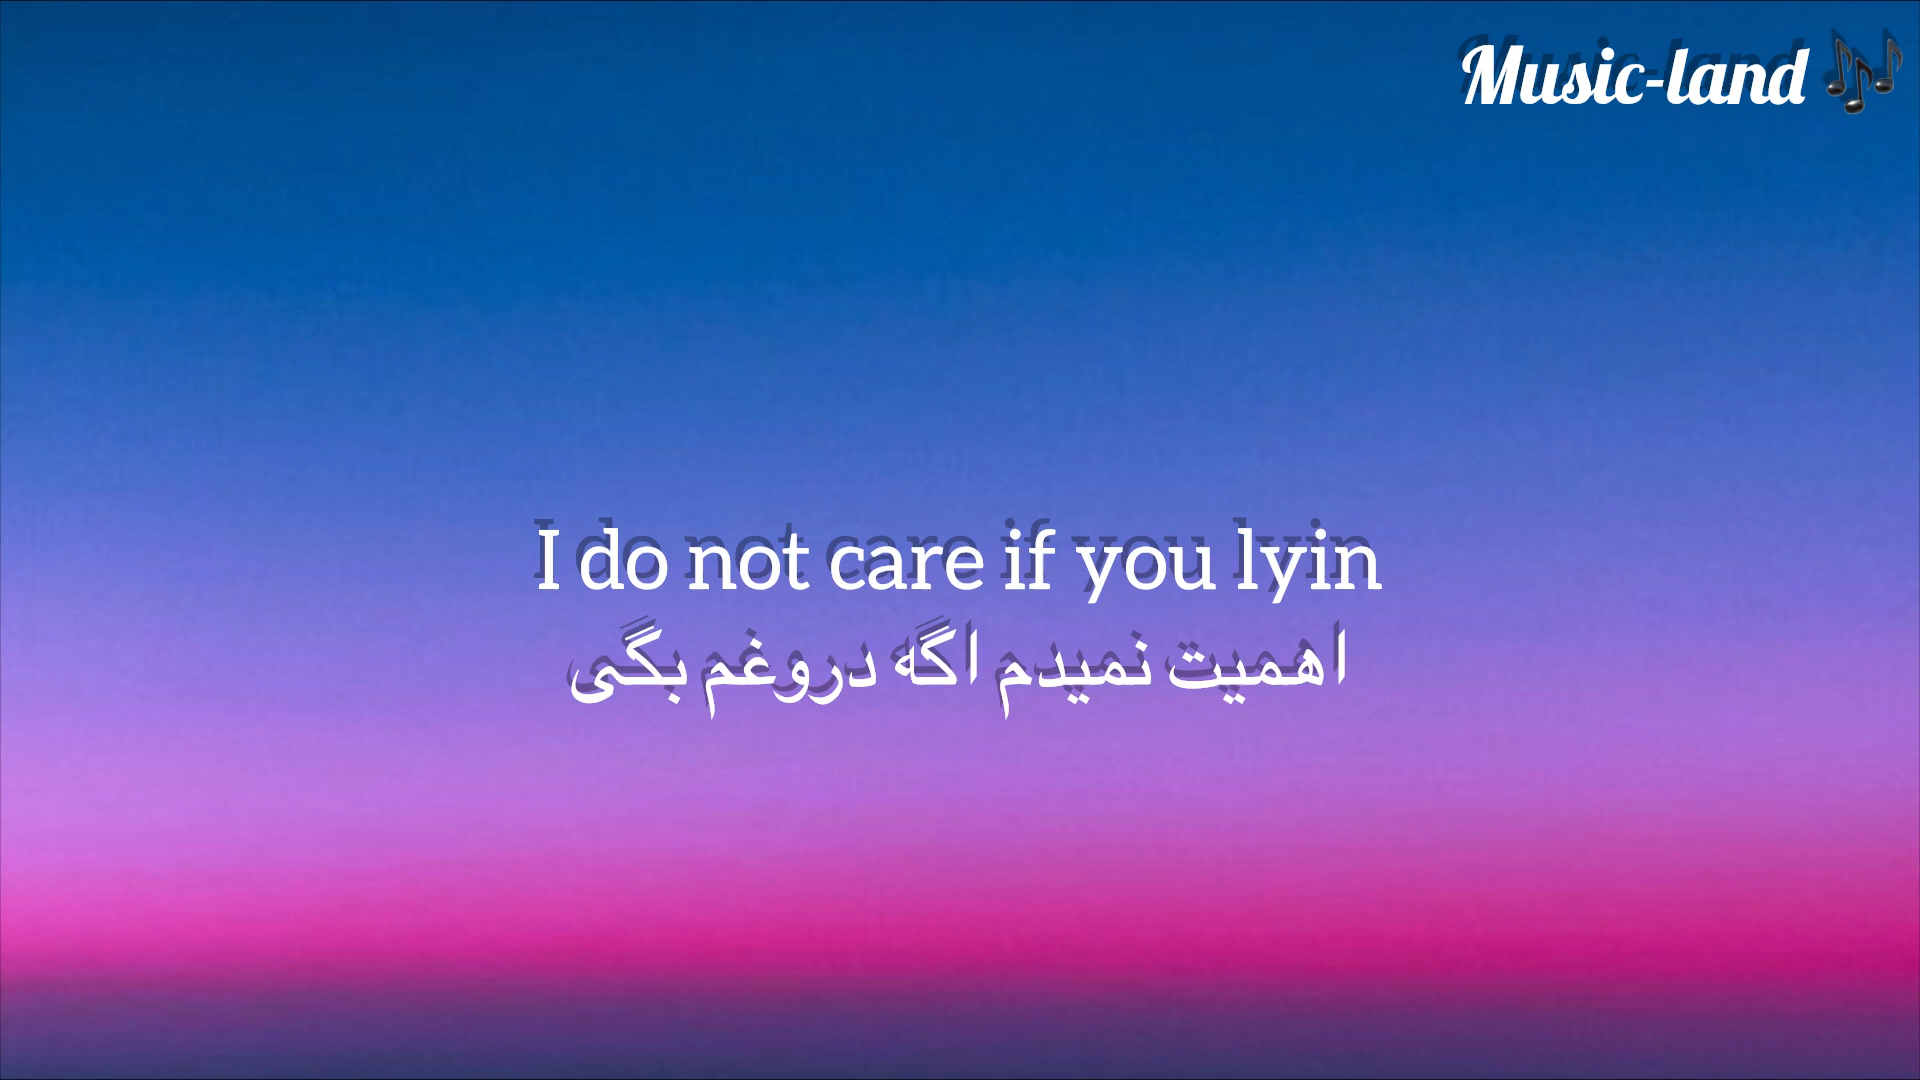 Music-land 🎶
I do not care if you lyin
اهمیت نمیدم اگه دروغم بگی